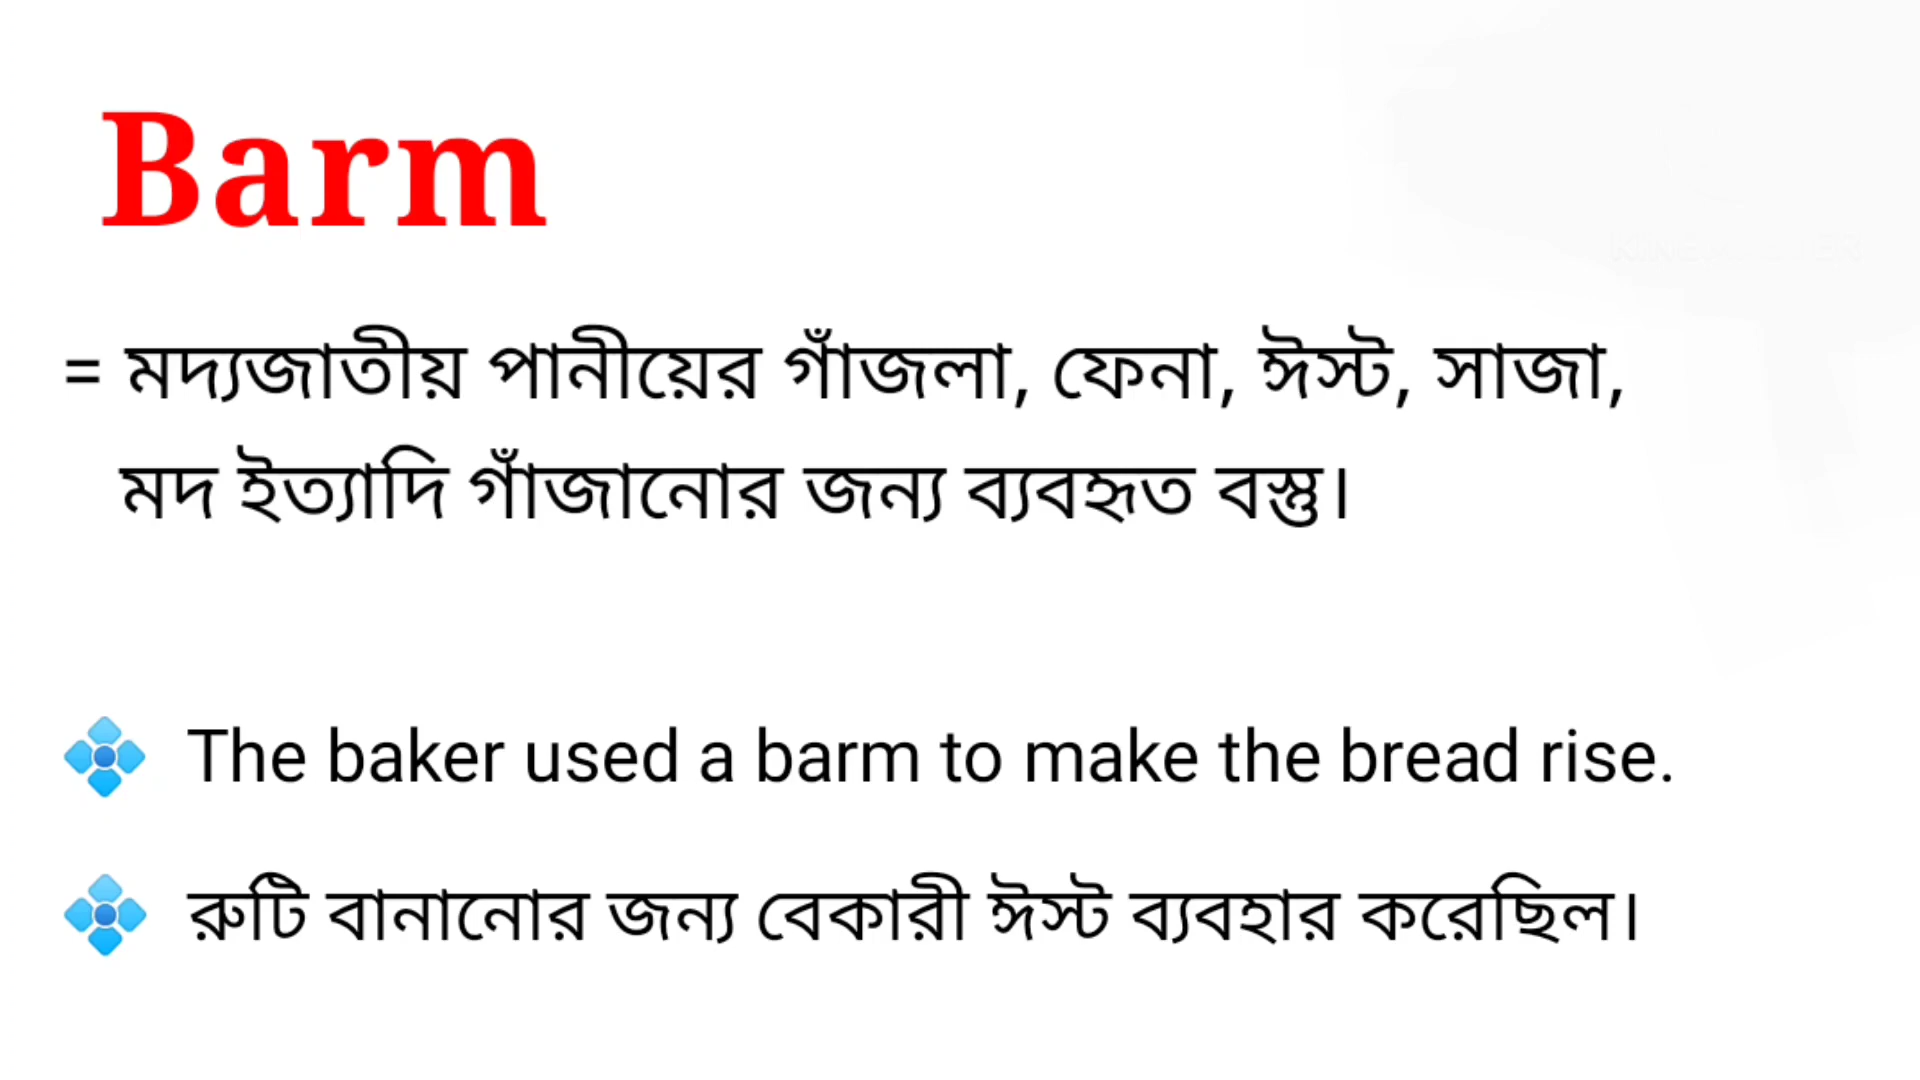 Barm
= মদ্যজাতীয় পানীয়ের গাঁজলা, ফেনা, ঈস্ট, সাজা,
মদ ইত্যাদি গাঁজানোর জন্য ব্যবহৃত বস্তু।
The baker used a barm to make the bread rise.
রুটি বানানোর জন্য বেকারী ঈস্ট ব্যবহার করেছিল।